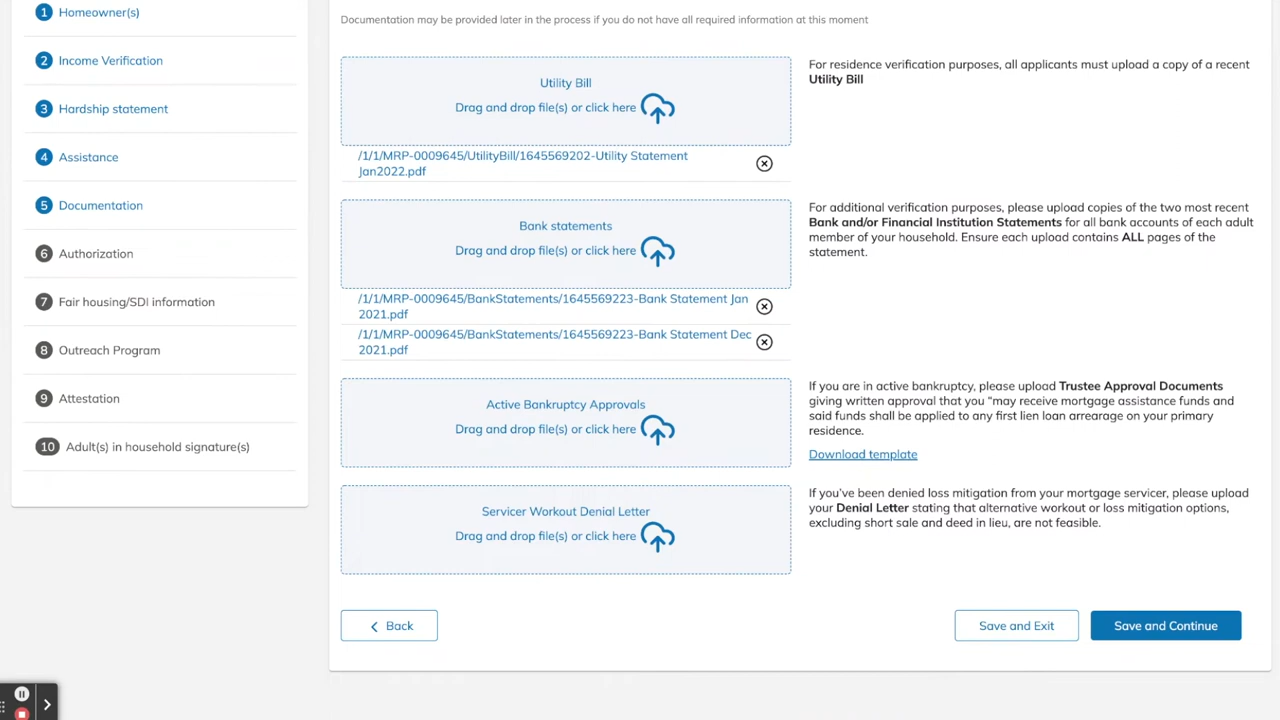 1 Homeowner(s)
2 Income Verification
3 Hardship statement
4 Assistance
5 Documentation
6 Authorization
7 Fair housing/SDI information
8 Outreach Program
9 Attestation
10 Adult(s) in household signature(s)
Documentation may be provided later in the process if you do not have all required information at this moment
Utility Bill
Drag and drop file(s) or click here
/1/1/MRP-0009645/UtilityBill/1645569202-Utility Statement
Jan2022.pdf
For residence verification purposes, all applicants must upload a copy of a recent
Utility Bill
Bank statements
Drag and drop file(s) or click here
/1/1/MRP-0009645/BankStatements/1645569223-Bank Statement Jan
2021.pdf
/1/1/MRP-0009645/BankStatements/1645569223-Bank Statement Dec
2021.pdf
For additional verification purposes, please upload copies of the two most recent
Bank and/or Financial Institution Statements for all bank accounts of each adult
member of your household. Ensure each upload contains ALL pages of the
statement.
Active Bankruptcy Approvals
Drag and drop file(s) or click here
If you are in active bankruptcy, please upload Trustee Approval Documents
giving written approval that you “may receive mortgage assistance funds and
said funds shall be applied to any first lien loan arrearage on your primary
residence.
Download template
Servicer Workout Denial Letter
Drag and drop file(s) or click here
If you’ve been denied loss mitigation from your mortgage servicer, please upload
your Denial Letter stating that alternative workout or loss mitigation options,
excluding short sale and deed in lieu, are not feasible.
Back
Save and Exit
Save and Continue